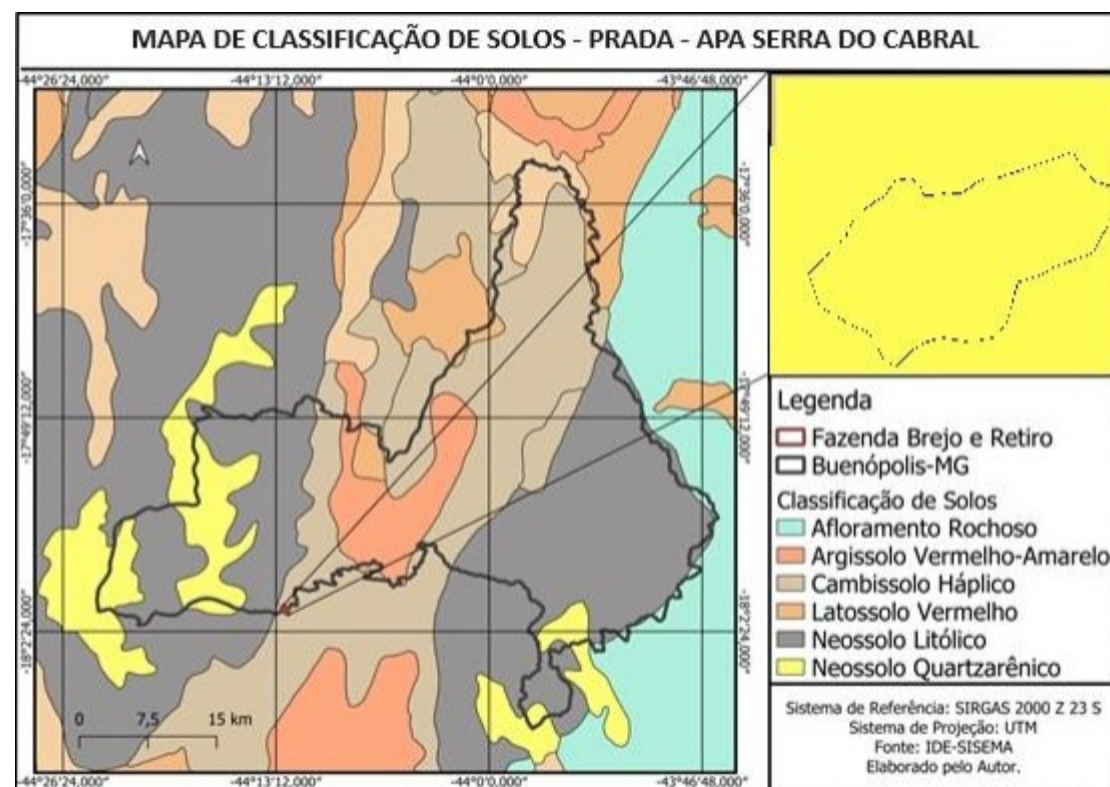 MAPA DE CLASSIFICAÇÃO DE SOLOS - PRADA - APA SERRA DO CABRAL
-44°26'24,000" -44°13'12,000" -44°0'0,000" -43°46'48,000"
-17°36'0,000" -17°36'0,000"
-17°49'12,000" -17°49'12,000"
-18°2'24,000" -18°2'24,000"
0 7,5 15 km
-44°26'24,000" -44°13'12,000" -44°0'0,000" -43°46'48,000"
Legenda
Fazenda Brejo e Retiro
Buenópolis-MG
Classificação de Solos
Afloramento Rochoso
Argissolo Vermelho-Amarelo
Cambissolo Háplico
Latossolo Vermelho
Neossolo Litólico
Neossolo Quartzarênico
Sistema de Referência: SIRGAS 2000 Z 23 S
Sistema de Projeção: UTM
Fonte: IDE-SISEMA
Elaborado pelo Autor.